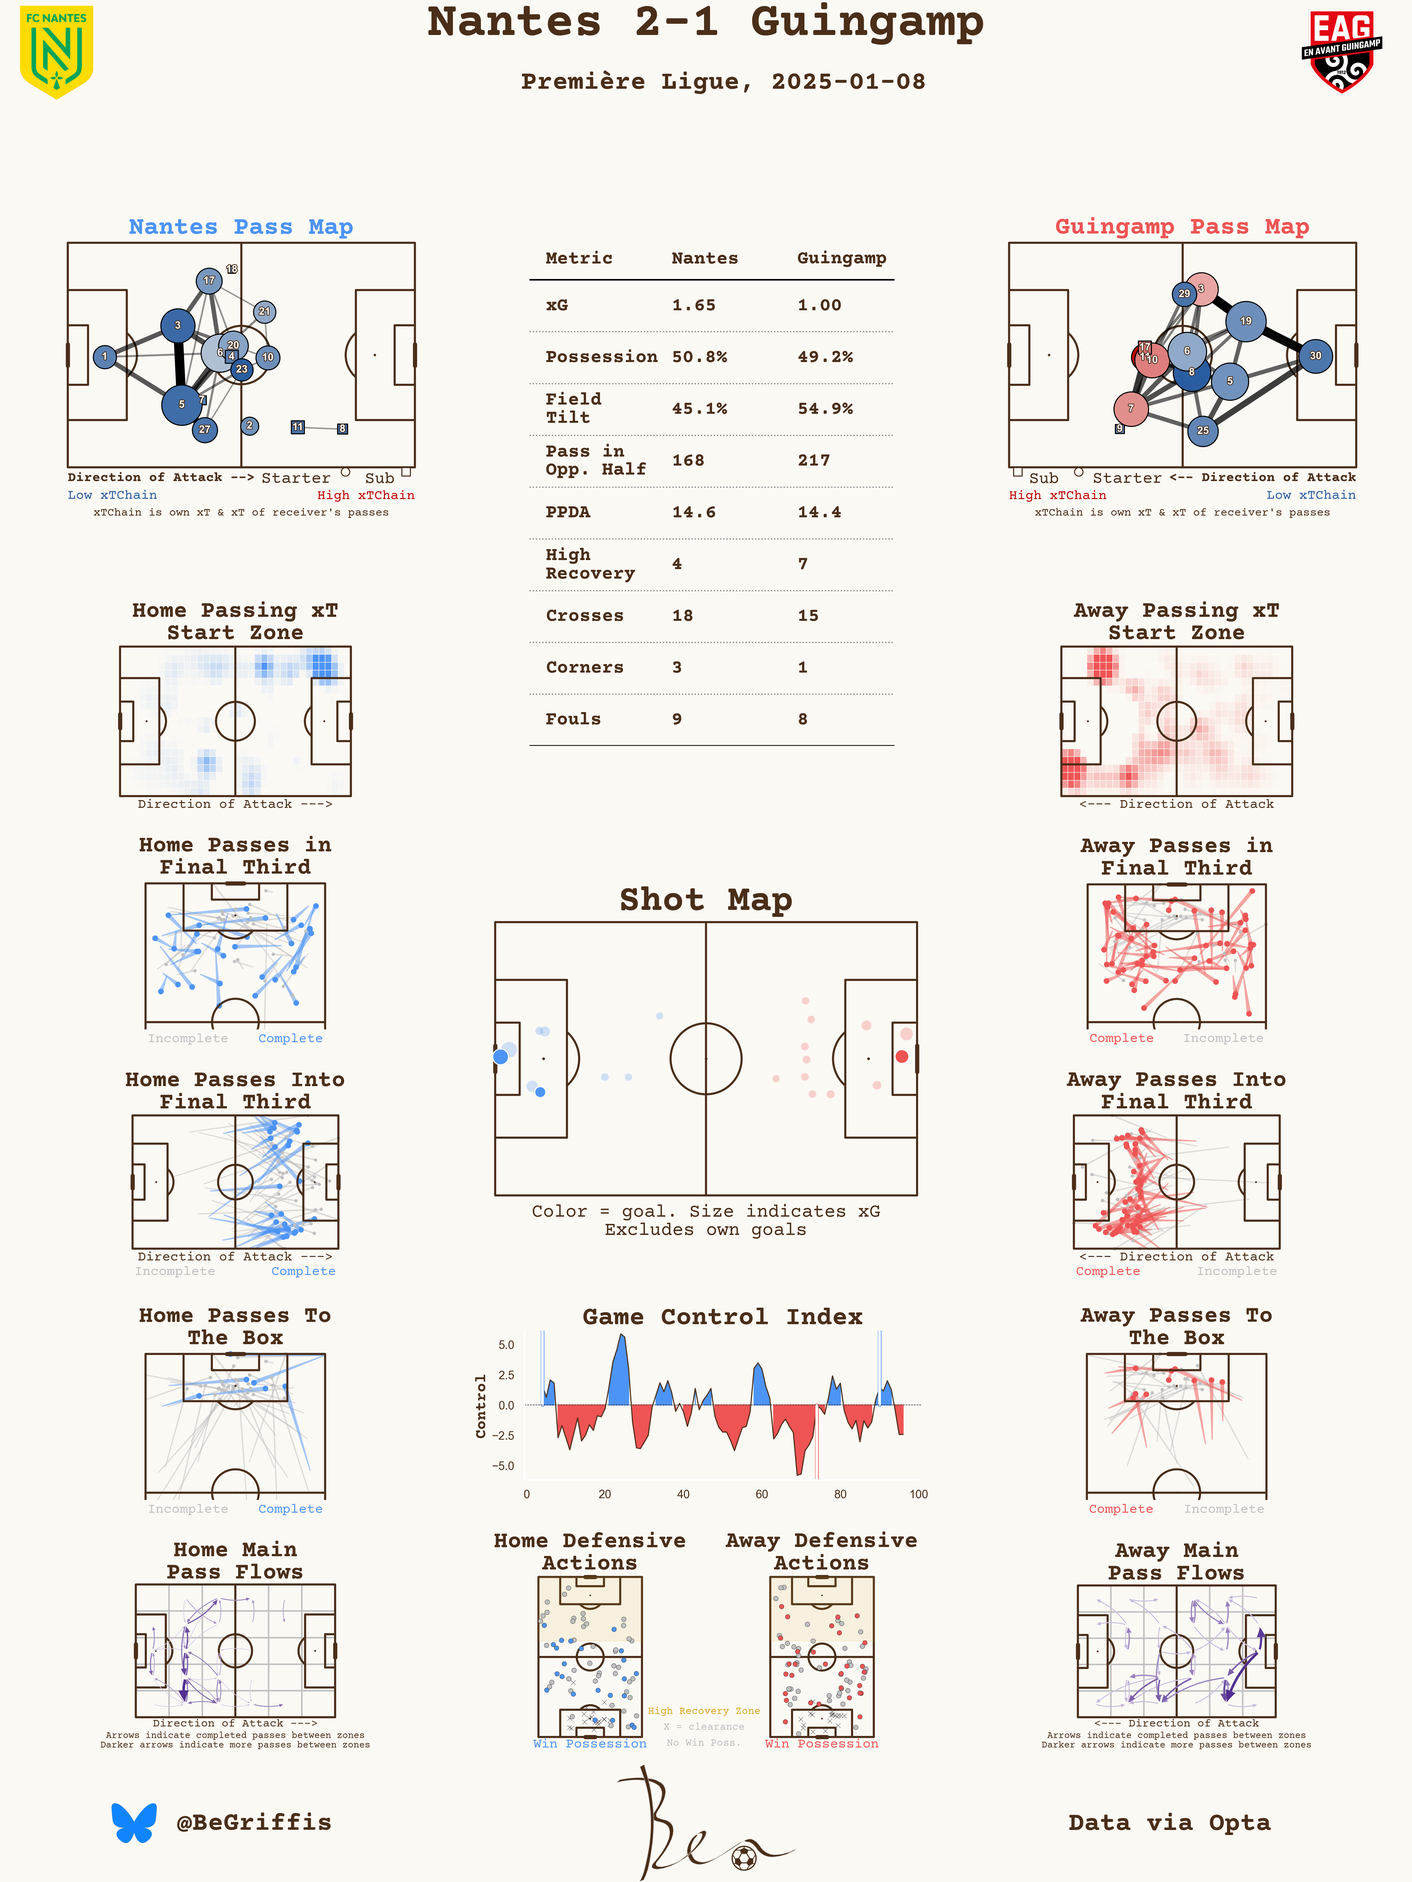 Nantes 2-1 Guingamp
Première Ligue, 2025-01-08
FC NANTES
N
EAG
EN AVANT GUINGAMP
1912
Nantes Pass Map
18
17
21
3
20
6
1
4
10
23
5
7
27
2
11
8
Direction of Attack --> Starter Sub
Low xTChain High xTChain
xTChain is own xT & xT of receiver's passes
Metric Nantes Guingamp
xG 1.65 1.00
Possession 50.8% 49.2%
Field
Tilt 45.1% 54.9%
Pass in
Opp. Half 168 217
PPDA 14.6 14.4
High
Recovery 4 7
Crosses 18 15
Corners 3 1
Fouls 9 8
Guingamp Pass Map
29
3
19
17
11
10
6
30
8
5
7
9
25
Sub Starter <-- Direction of Attack
High xTChain Low xTChain
xTChain is own xT & xT of receiver's passes
Home Passing xT
Start Zone
Direction of Attack --->
Away Passing xT
Start Zone
<--- Direction of Attack
Home Passes in
Final Third
Incomplete Complete
Away Passes in
Final Third
Complete Incomplete
Shot Map
Color = goal. Size indicates xG
Excludes own goals
Home Passes Into
Final Third
Direction of Attack --->
Incomplete Complete
Away Passes Into
Final Third
<--- Direction of Attack
Complete Incomplete
Home Passes To
The Box
Incomplete Complete
Game Control Index
Control
5.0
2.5
0.0
−2.5
−5.0
0 20 40 60 80 100
Away Passes To
The Box
Complete Incomplete
Home Main
Pass Flows
Direction of Attack --->
Arrows indicate completed passes between zones
Darker arrows indicate more passes between zones
Home Defensive
Actions
Win Possession
Away Defensive
Actions
Win Possession
High Recovery Zone
X = clearance
No Win Poss.
Away Main
Pass Flows
<--- Direction of Attack
Arrows indicate completed passes between zones
Darker arrows indicate more passes between zones
@BeGriffis
Ben
Data via Opta